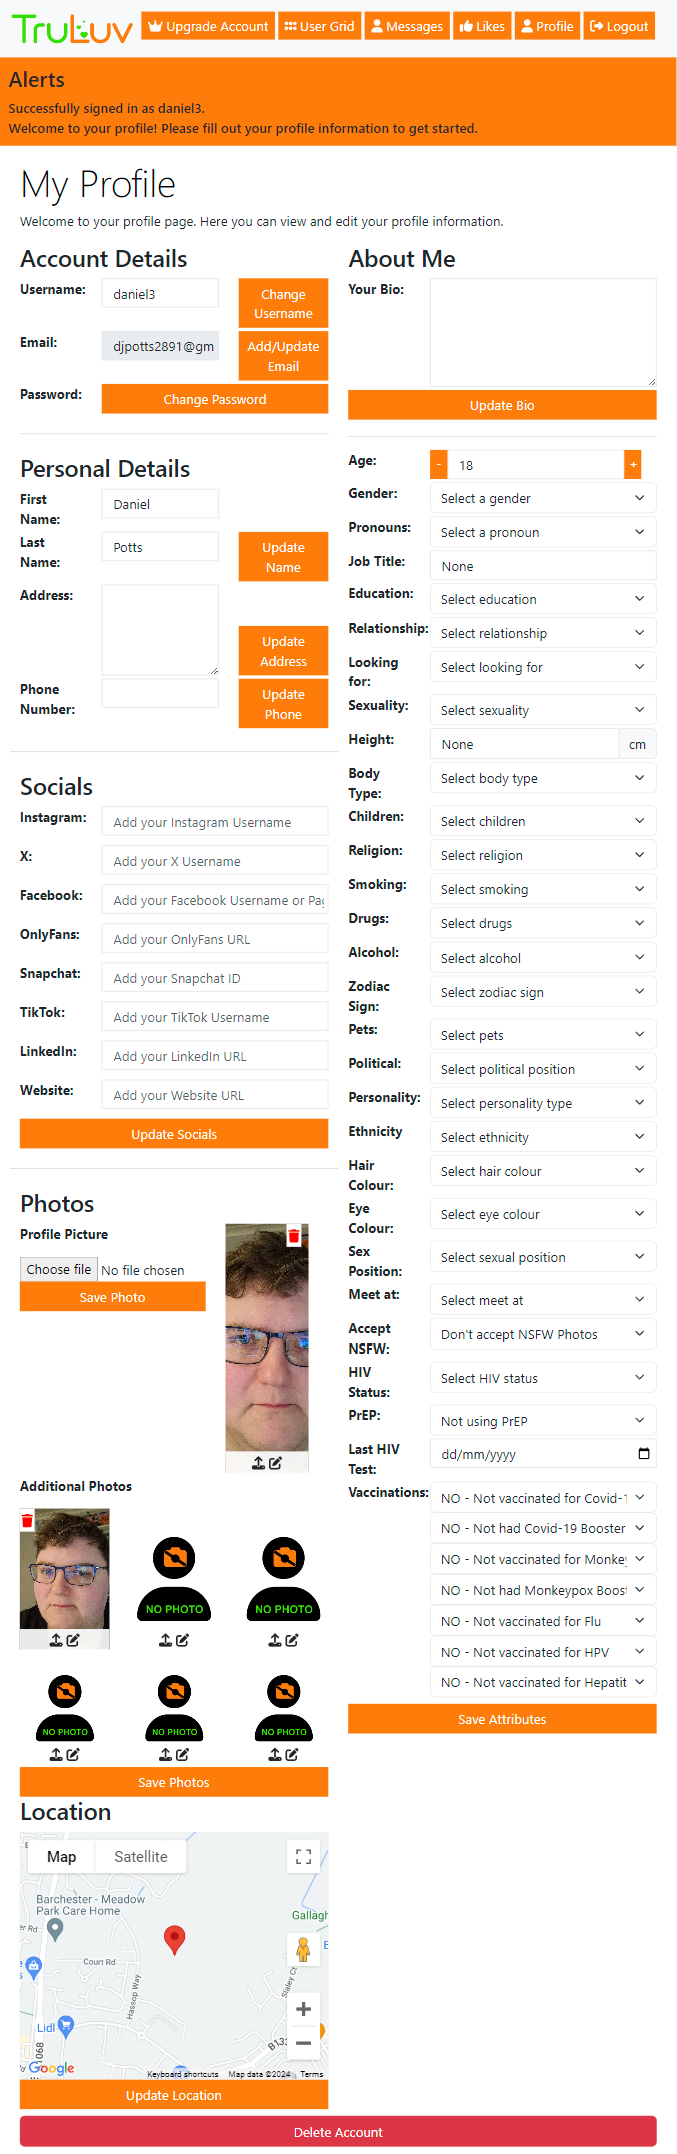 TruLuv
Upgrade Account
User Grid
Messages
Likes
Profile
Logout
Alerts
Successfully signed in as daniel3.
Welcome to your profile! Please fill out your profile information to get started.
My Profile
Welcome to your profile page. Here you can view and edit your profile information.
Account Details
Username:
daniel3
Change
Username
Email:
djpotts2891@gm
Add/Update
Email
Password:
Change Password
Personal Details
First
Name:
Daniel
Last
Name:
Potts
Update
Name
Address:
Update
Address
Phone
Number:
Update
Phone
Socials
Instagram:
Add your Instagram Username
X:
Add your X Username
Facebook:
Add your Facebook Username or Pag
OnlyFans:
Add your OnlyFans URL
Snapchat:
Add your Snapchat ID
TikTok:
Add your TikTok Username
LinkedIn:
Add your LinkedIn URL
Website:
Add your Website URL
Update Socials
Photos
Profile Picture
Choose file No file chosen
Save Photo
Additional Photos
NO PHOTO
NO PHOTO
NO PHOTO
NO PHOTO
NO PHOTO
Save Photos
Location
Map
Satellite
Barchester - Meadow
Park Care Home
Gallagh
er Rd
Court Rd
Hassop Way
Staley Cr
Lidl
B133
1068
Google
Keyboard shortcuts
Map data ©2024
Terms
Update Location
About Me
Your Bio:
Update Bio
Age:
-
18
+
Gender:
Select a gender
Pronouns:
Select a pronoun
Job Title:
None
Education:
Select education
Relationship:
Select relationship
Looking
for:
Select looking for
Sexuality:
Select sexuality
Height:
None
cm
Body
Type:
Select body type
Children:
Select children
Religion:
Select religion
Smoking:
Select smoking
Drugs:
Select drugs
Alcohol:
Select alcohol
Zodiac
Sign:
Select zodiac sign
Pets:
Select pets
Political:
Select political position
Personality:
Select personality type
Ethnicity
Select ethnicity
Hair
Colour:
Select hair colour
Eye
Colour:
Select eye colour
Sex
Position:
Select sexual position
Meet at:
Select meet at
Accept
NSFW:
Don't accept NSFW Photos
HIV
Status:
Select HIV status
PrEP:
Not using PrEP
Last HIV
Test:
dd/mm/yyyy
Vaccinations:
NO - Not vaccinated for Covid-1
NO - Not had Covid-19 Booster
NO - Not vaccinated for Monkey
NO - Not had Monkeypox Boost
NO - Not vaccinated for Flu
NO - Not vaccinated for HPV
NO - Not vaccinated for Hepatit
Save Attributes
Delete Account